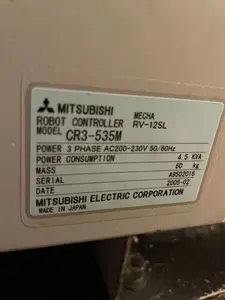 MITSUBISHI
ROBOT CONTROLLER MECHA RV-12SL
MODEL CR3-535M
POWER 3 PHASE AC200-230V 50/60Hz
POWER CONSUMPTION 4.5 KVA
MASS 60 kg
SERIAL A9502016
DATE 2005-02
MITSUBISHI ELECTRIC CORPORATION
MADE IN JAPAN